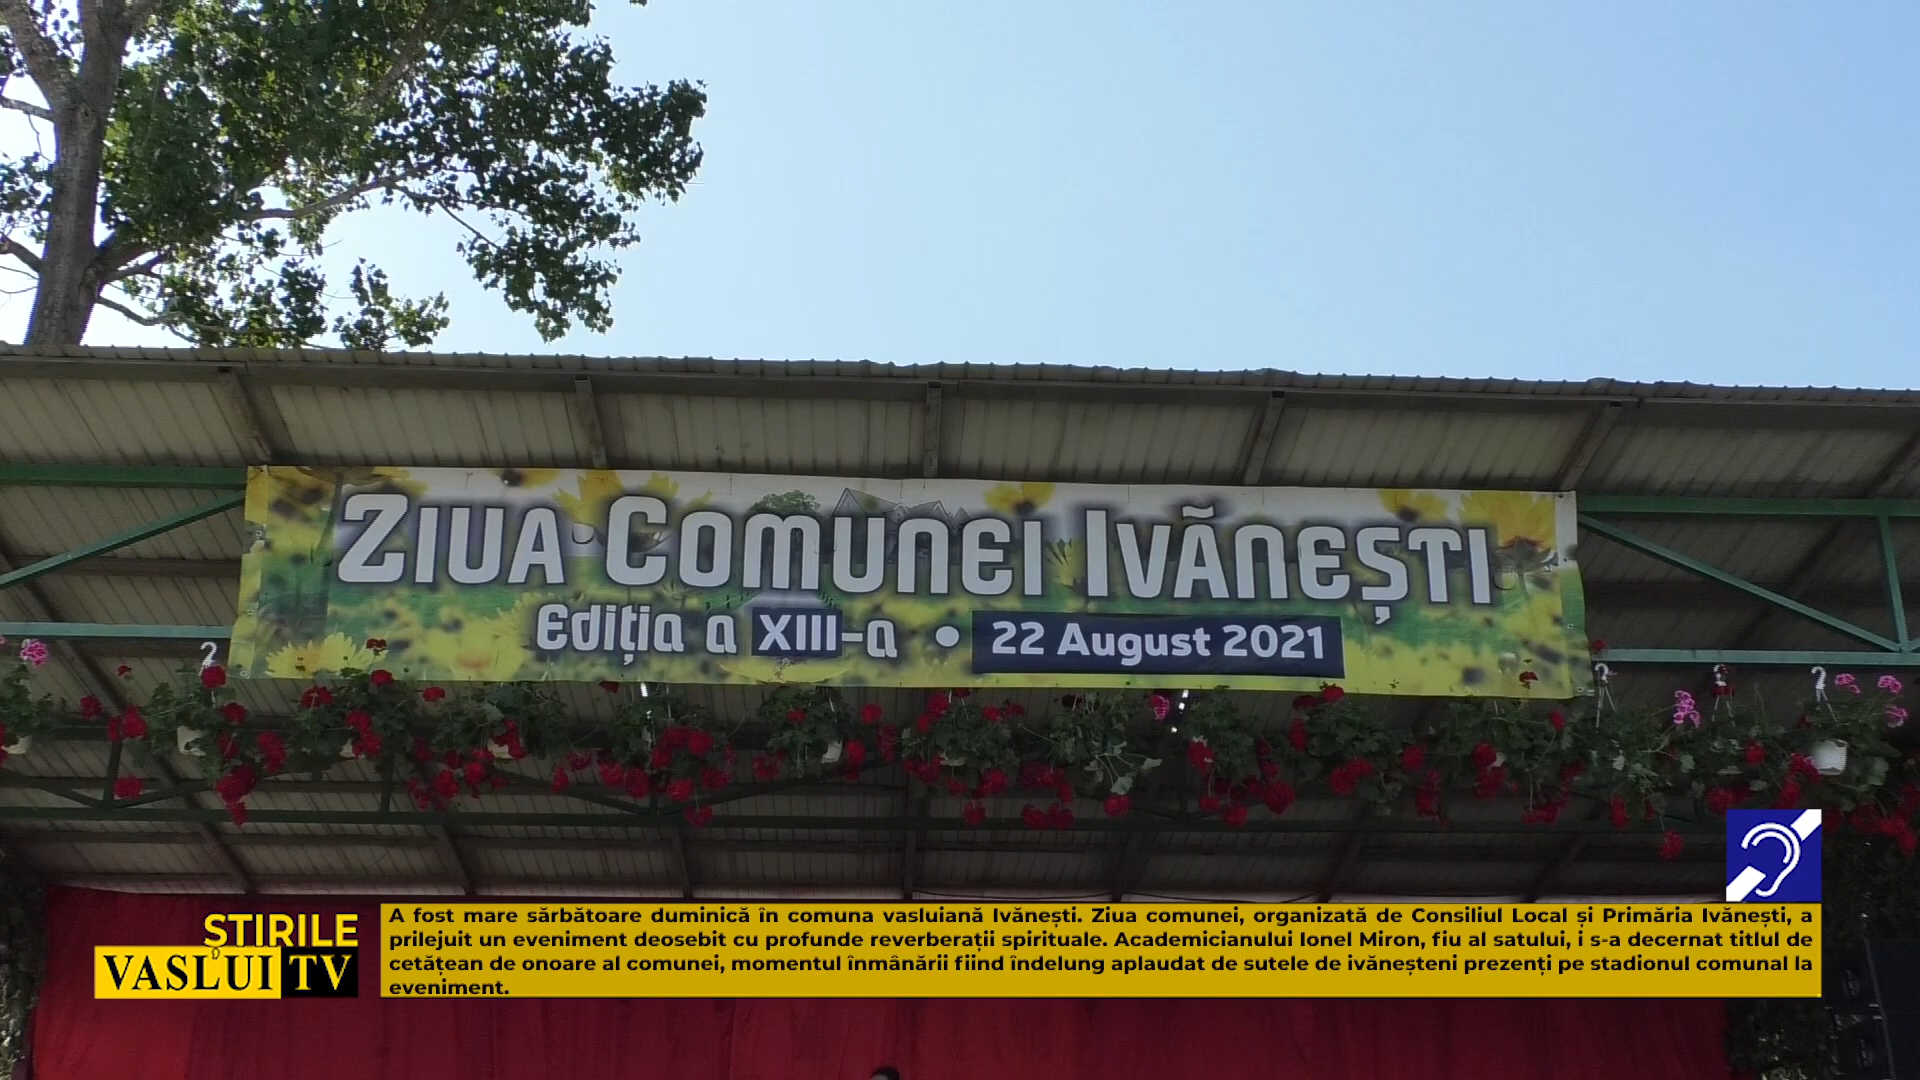 ZIUA COMUNEI IVĂNEȘTI
Ediția a XIII-a • 22 August 2021
A fost mare sărbătoare duminică în comuna vasluiană Ivănești. Ziua comunei, organizată de Consiliul Local și Primăria Ivănești, a
prilejuit un eveniment deosebit cu profunde reverberații spirituale. Academicianului Ionel Miron, fiu al satului, i s-a decernat titlul de
cetățean de onoare al comunei, momentul înmânării fiind îndelung aplaudat de sutele de ivăneșteni prezenți pe stadionul comunal la
eveniment.
ȘTIRILE
VASLUI TV